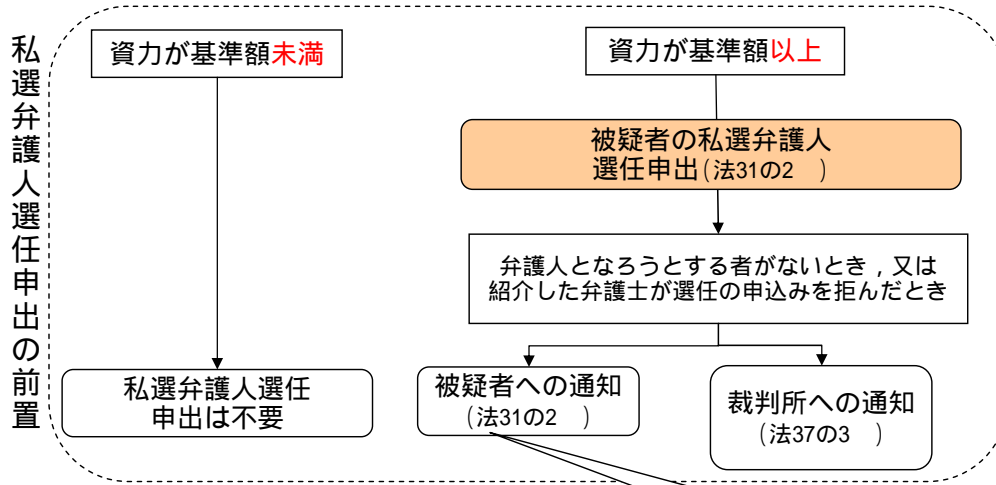 私選弁護人選任申出の前置
資力が基準額未満
資力が基準額以上
被疑者の私選弁護人
選任申出(法31の2　)
弁護人となろうとする者がないとき，又は
紹介した弁護士が選任の申込みを拒んだとき
私選弁護人選任
申出は不要
被疑者への通知
(法31の2　)
裁判所への通知
(法37の3　)